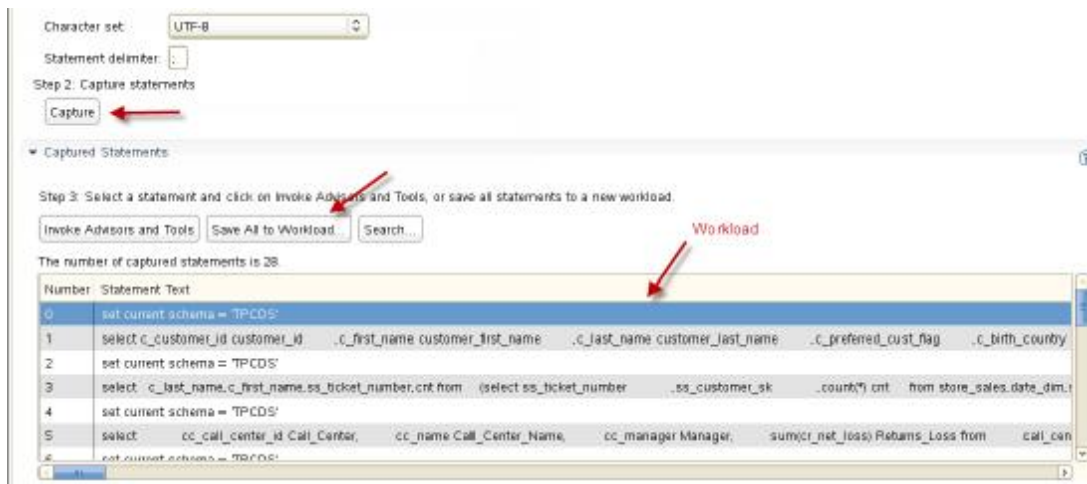 Character set: UTF-8
Statement delimiter: ;
Step 2: Capture statements
Capture
Captured Statements
Step 3: Select a statement and click on Invoke Advisors and Tools, or save all statements to a new workload.
Invoke Advisors and Tools Save All to Workload... Search...
Workload
The number of captured statements is 28.
Number Statement Text
0 set current schema = 'TPCDS'
1 select c_customer_id customer_id ,c_first_name customer_first_name ,c_last_name customer_last_name ,c_preferred_cust_flag ,c_birth_country
2 set current schema = 'TPCDS'
3 select c_last_name,c_first_name,ss_ticket_number,cnt from (select ss_ticket_number ,ss_customer_sk ,count(*) cnt from store_sales,date_dim,
4 set current schema = 'TPCDS'
5 select cc_call_center_id Call_Center, cc_name Call_Center_Name, cc_manager Manager, sum(cr_net_loss) Returns_Loss from call_cen
6 set current schema = 'TPCDS'